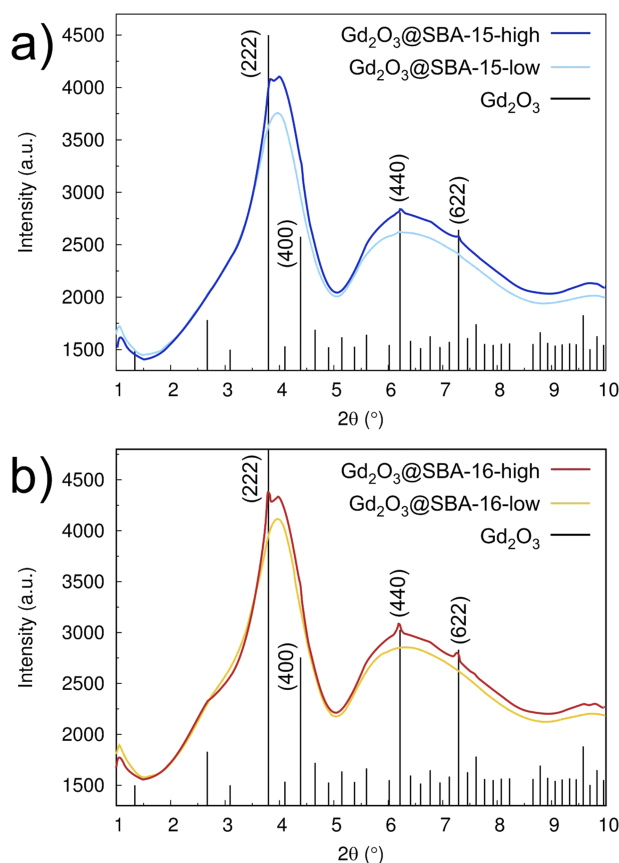 a)
Gd₂O₃@SBA-15-high
Gd₂O₃@SBA-15-low
Gd₂O₃
(222)
(400)
(440)
(622)
Intensity (a.u.)
4500
4000
3500
3000
2500
2000
1500
1 2 3 4 5 6 7 8 9 10
2θ (°)
b)
Gd₂O₃@SBA-16-high
Gd₂O₃@SBA-16-low
Gd₂O₃
(222)
(400)
(440)
(622)
Intensity (a.u.)
4500
4000
3500
3000
2500
2000
1500
1 2 3 4 5 6 7 8 9 10
2θ (°)